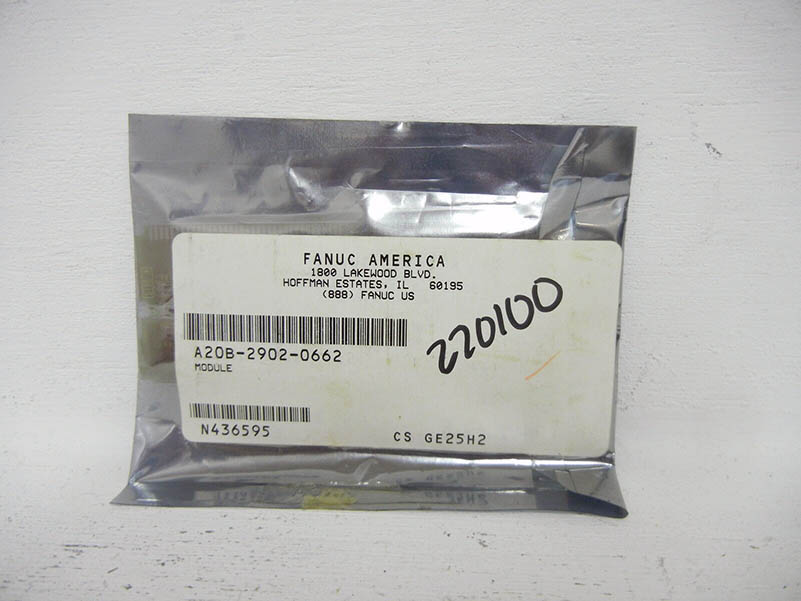 FANUC AMERICA
1800 LAKEWOOD BLVD.
HOFFMAN ESTATES, IL 60195
(888) FANUC US
220100
A20B-2902-0662
MODULE
N436595
CS GE25H2